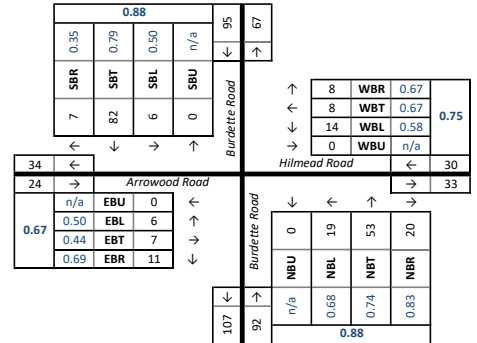 0.88
95
67
0.35
0.79
0.50
n/a
SBR
SBT
SBL
SBU
7
82
6
0
↓
↑
← ↓ → ↑
Burdette Road
↑ 8 WBR 0.67
← 8 WBT 0.67
↓ 14 WBL 0.58
→ 0 WBU n/a
0.75
34 ←
Hilmead Road
← 30
24 →
Arrowood Road
→ 33
0.67
n/a EBU 0 ←
0.50 EBL 6 ↑
0.44 EBT 7 →
0.69 EBR 11 ↓
Burdette Road
↓ ← ↑ →
0
19
53
20
NBU
NBL
NBT
NBR
n/a
0.68
0.74
0.83
↓
↑
107
92
0.88